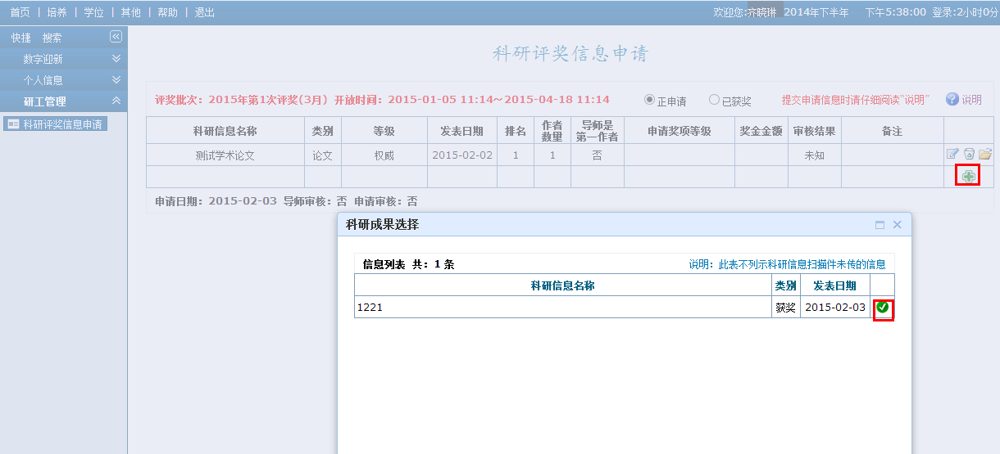 首页 | 培养 | 学位 | 其他 | 帮助 | 退出
欢迎您:齐晓琳 2014年下半年 下午5:38:00 登录:2小时0分
快捷 搜索
数字迎新
个人信息
研工管理
科研评奖信息申请
科研评奖信息申请
评奖批次：2015年第1次评奖(3月) 开放时间：2015-01-05 11:14～2015-04-18 11:14 正申请 已获奖 提交申请信息时请仔细阅读“说明” 说明
科研信息名称 类别 等级 发表日期 排名 作者数量 导师是第一作者 申请奖项等级 奖金金额 审核结果 备注
测试学术论文 论文 权威 2015-02-02 1 1 否 未知
申请日期：2015-02-03 导师审核：否 申请审核：否
科研成果选择
信息列表 共：1 条 说明：此表不列示科研信息扫描件未传的信息
科研信息名称 类别 发表日期
1221 获奖 2015-02-03